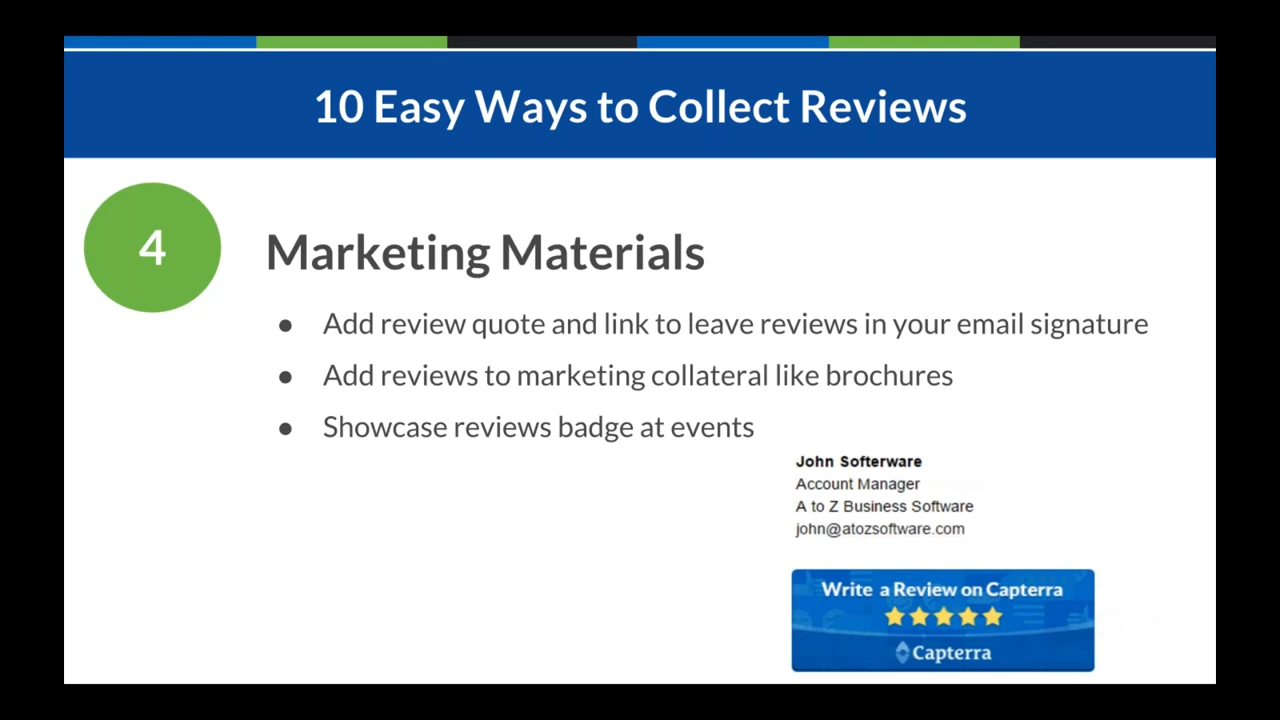 10 Easy Ways to Collect Reviews
4
Marketing Materials
● Add review quote and link to leave reviews in your email signature
● Add reviews to marketing collateral like brochures
● Showcase reviews badge at events
John Softerware
Account Manager
A to Z Business Software
john@atozsoftware.com
Write a Review on Capterra
Capterra